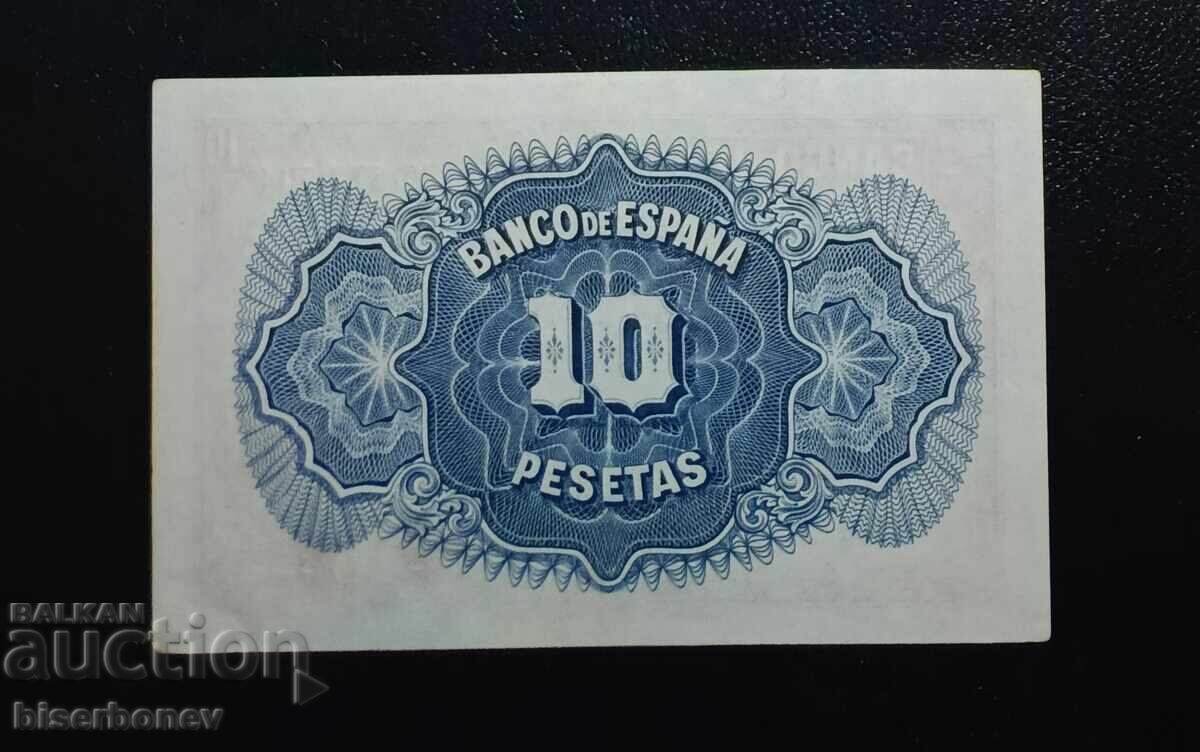 BANCO DE ESPAÑA
10
PESETAS
BALKAN
auction
biserbonev